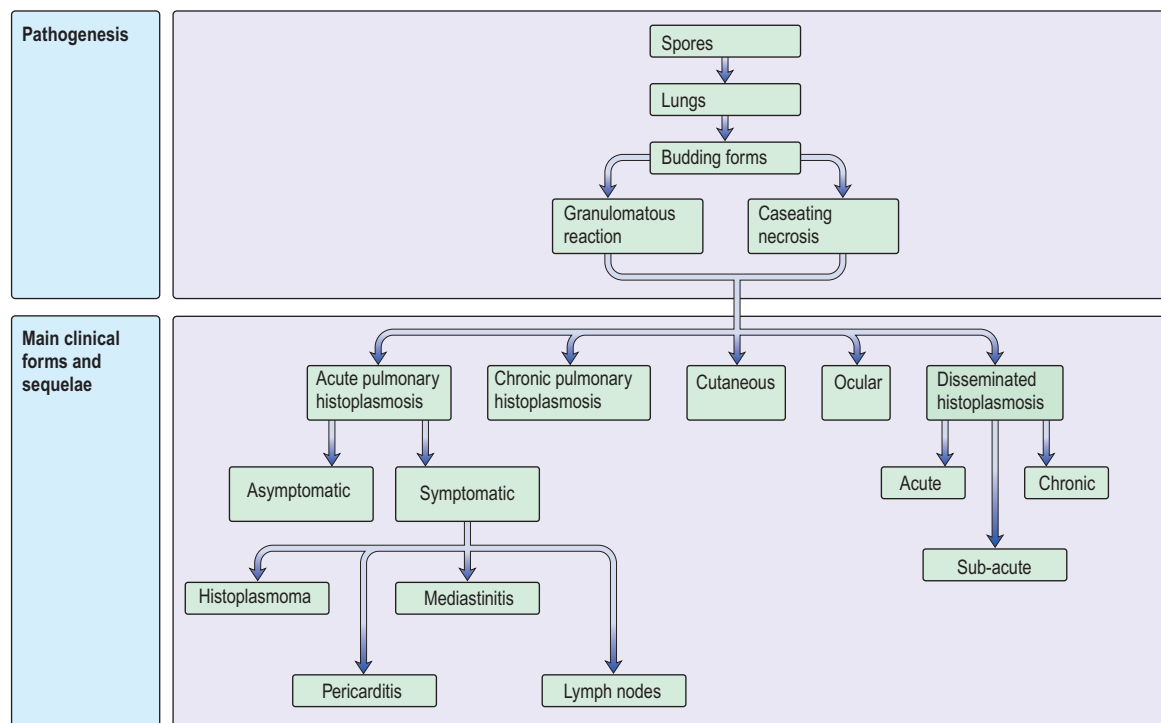 Pathogenesis
Spores
Lungs
Budding forms
Granulomatous
reaction
Caseating
necrosis
Main clinical
forms and
sequelae
Acute pulmonary
histoplasmosis
Chronic pulmonary
histoplasmosis
Cutaneous
Ocular
Disseminated
histoplasmosis
Asymptomatic
Symptomatic
Acute
Chronic
Sub-acute
Histoplasmoma
Mediastinitis
Pericarditis
Lymph nodes